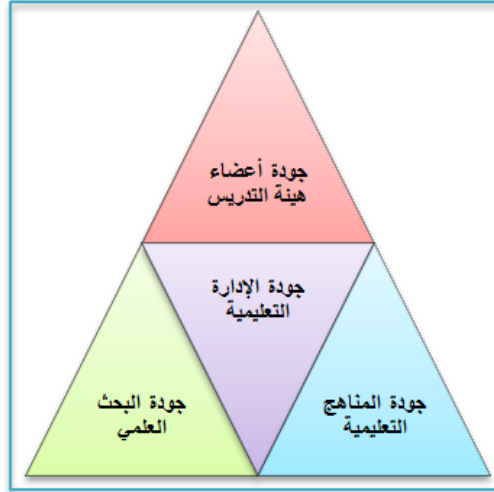 جودة أعضاء
هيئة التدريس
جودة الإدارة
التعليمية
جودة المناهج
التعليمية
جودة البحث
العلمي